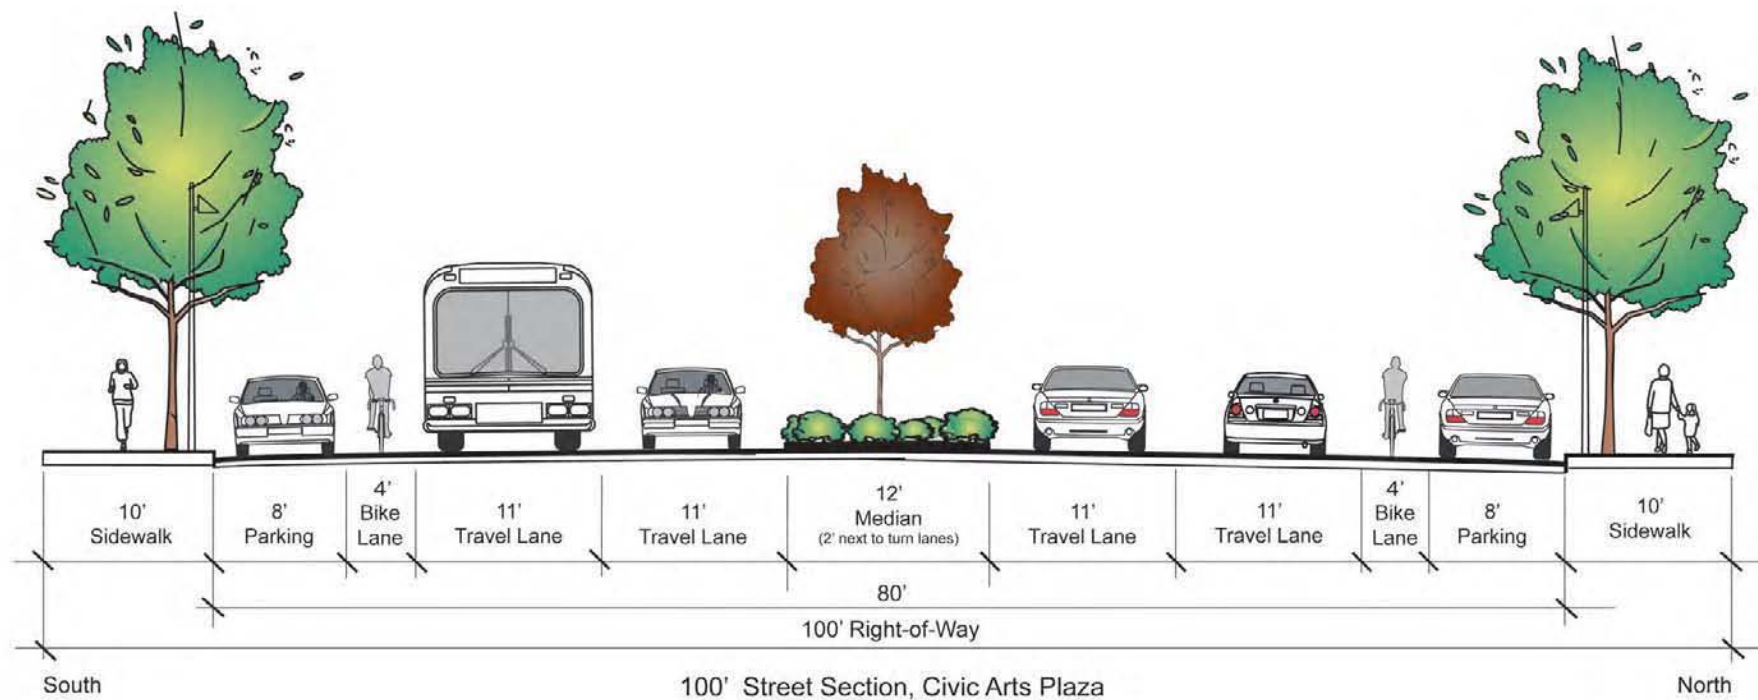 10'
Sidewalk
8'
Parking
4'
Bike
Lane
11'
Travel Lane
11'
Travel Lane
12'
Median
(2' next to turn lanes)
11'
Travel Lane
11'
Travel Lane
4'
Bike
Lane
8'
Parking
10'
Sidewalk
80'
100' Right-of-Way
South
100' Street Section, Civic Arts Plaza
North